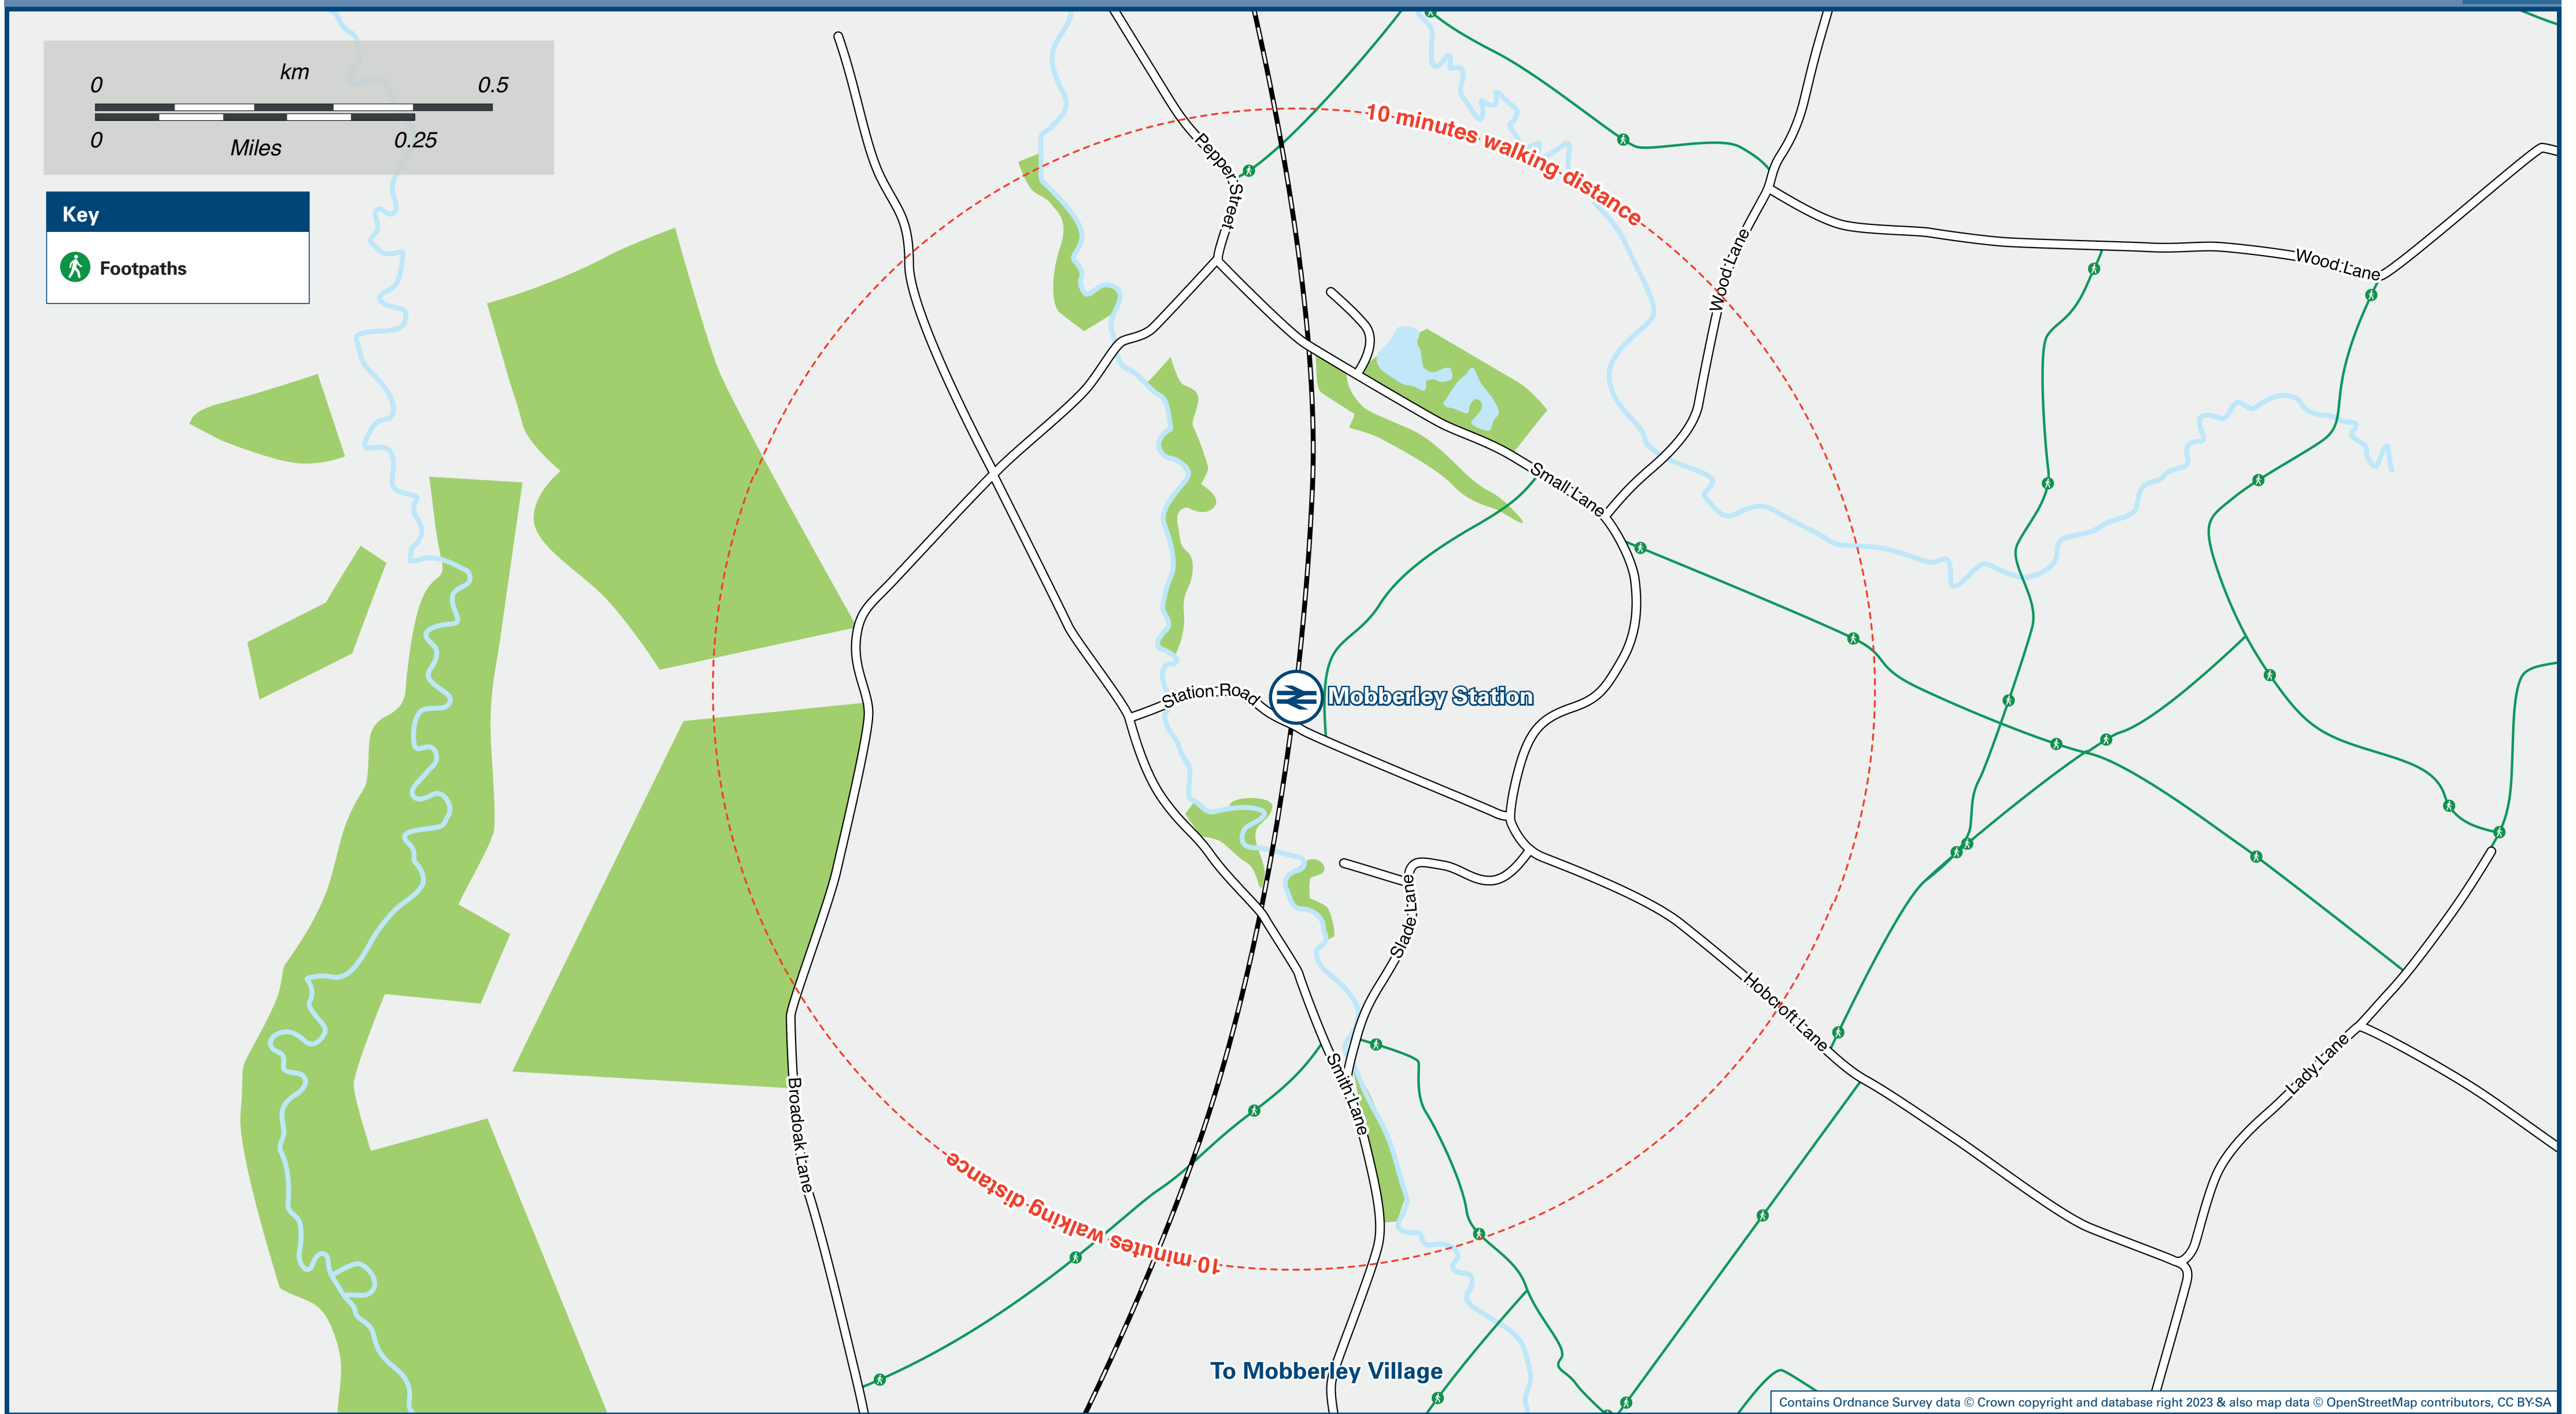 km
0 0.5
0 0.25
Miles
Key
Footpaths
10 minutes walking distance
Pepper Street
Wood Lane
Wood Lane
Small Lane
Station Road
Mobberley Station
Slade Lane
Hobcroft Lane
Smith Lane
Lady Lane
Broadoak Lane
10 minutes walking distance
To Mobberley Village
Contains Ordnance Survey data © Crown copyright and database right 2023 & also map data © OpenStreetMap contributors, CC BY-SA